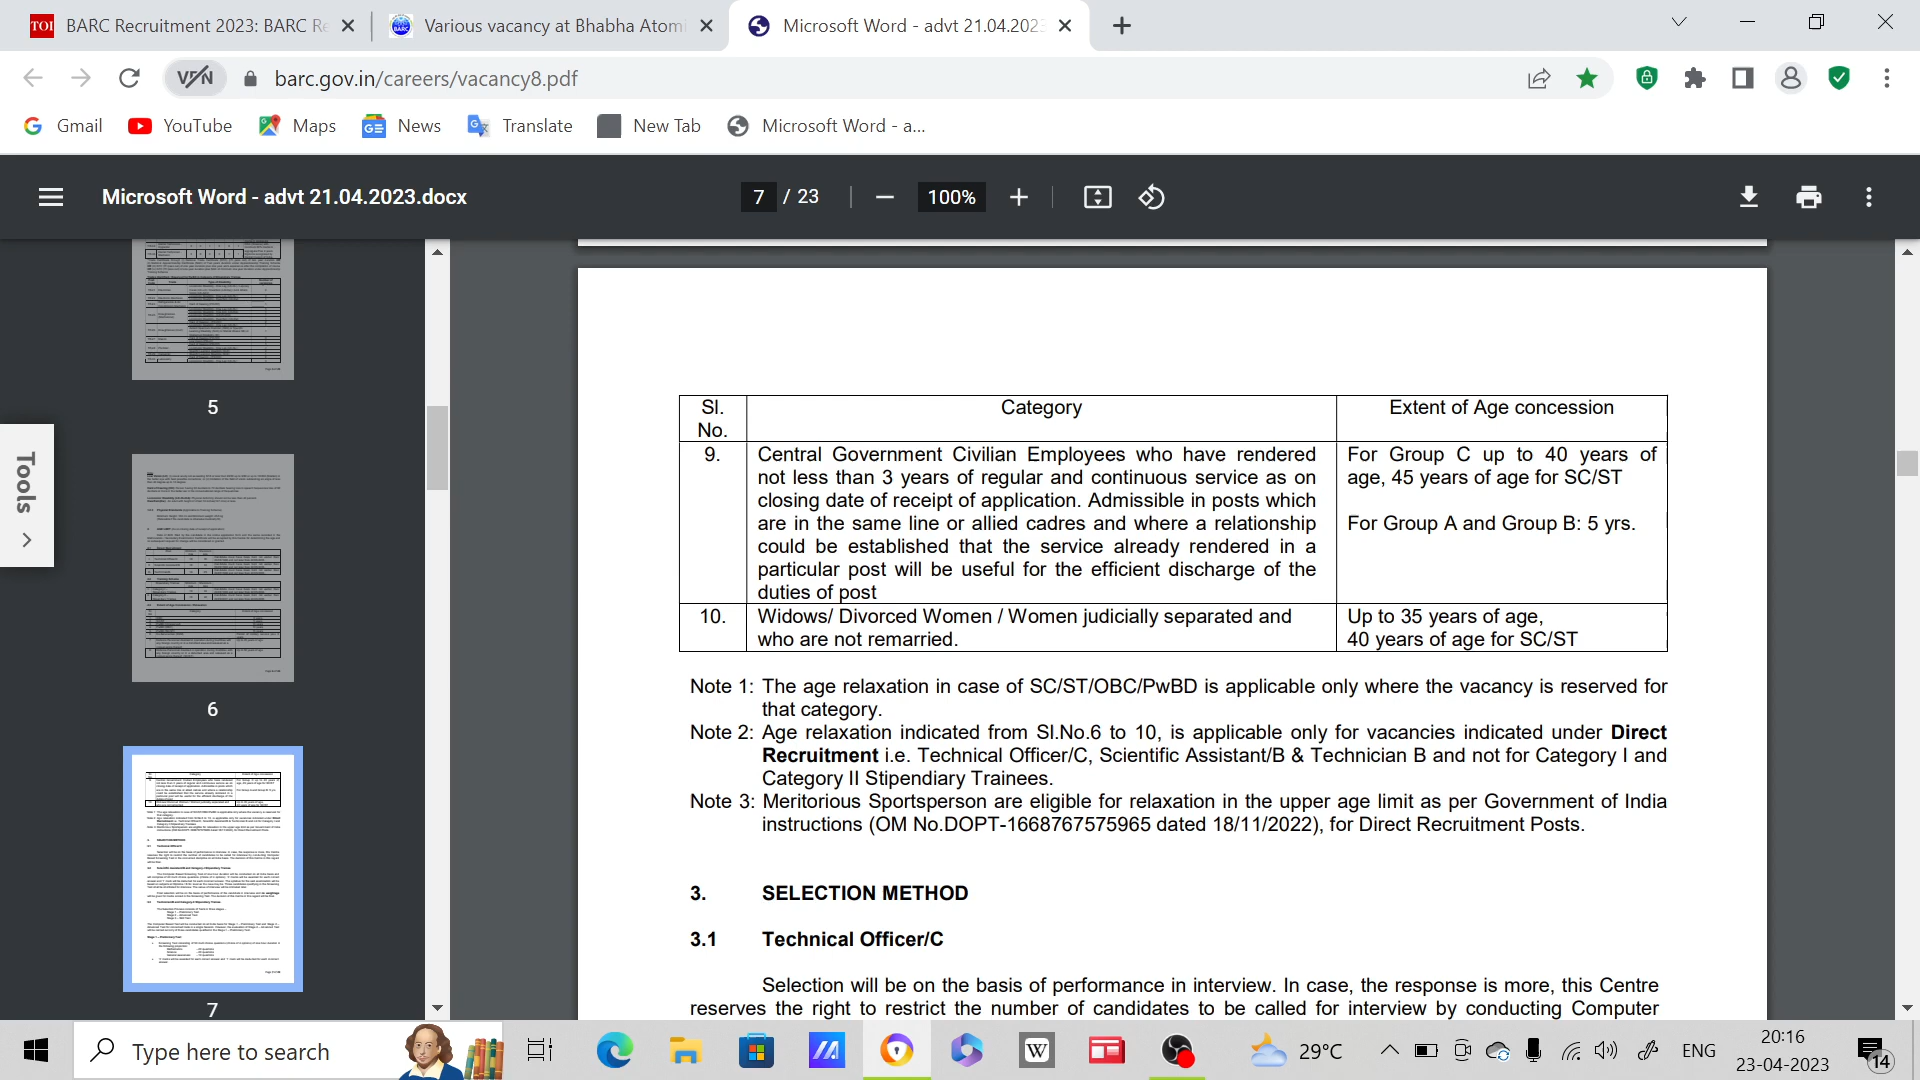 TOI BARC Recruitment 2023: BARC Re
Various vacancy at Bhabha Atomi
Microsoft Word - advt 21.04.2023
VPN
barc.gov.in/careers/vacancy8.pdf
Gmail
YouTube
Maps
News
Translate
New Tab
Microsoft Word - a...
Microsoft Word - advt 21.04.2023.docx
7 / 23
100%
5
6
7
Tools
Sl. No.
Category
Extent of Age concession
9.
Central Government Civilian Employees who have rendered
not less than 3 years of regular and continuous service as on
closing date of receipt of application. Admissible in posts which
are in the same line or allied cadres and where a relationship
could be established that the service already rendered in a
particular post will be useful for the efficient discharge of the
duties of post
For Group C up to 40 years of
age, 45 years of age for SC/ST
For Group A and Group B: 5 yrs.
10.
Widows/ Divorced Women / Women judicially separated and
who are not remarried.
Up to 35 years of age,
40 years of age for SC/ST
Note 1: The age relaxation in case of SC/ST/OBC/PwBD is applicable only where the vacancy is reserved for
that category.
Note 2: Age relaxation indicated from Sl.No.6 to 10, is applicable only for vacancies indicated under Direct
Recruitment i.e. Technical Officer/C, Scientific Assistant/B & Technician B and not for Category I and
Category II Stipendiary Trainees.
Note 3: Meritorious Sportsperson are eligible for relaxation in the upper age limit as per Government of India
instructions (OM No.DOPT-1668767575965 dated 18/11/2022), for Direct Recruitment Posts.
3. SELECTION METHOD
3.1 Technical Officer/C
Selection will be on the basis of performance in interview. In case, the response is more, this Centre
reserves the right to restrict the number of candidates to be called for interview by conducting Computer
Type here to search
W
29°C
ENG
20:16
23-04-2023
14